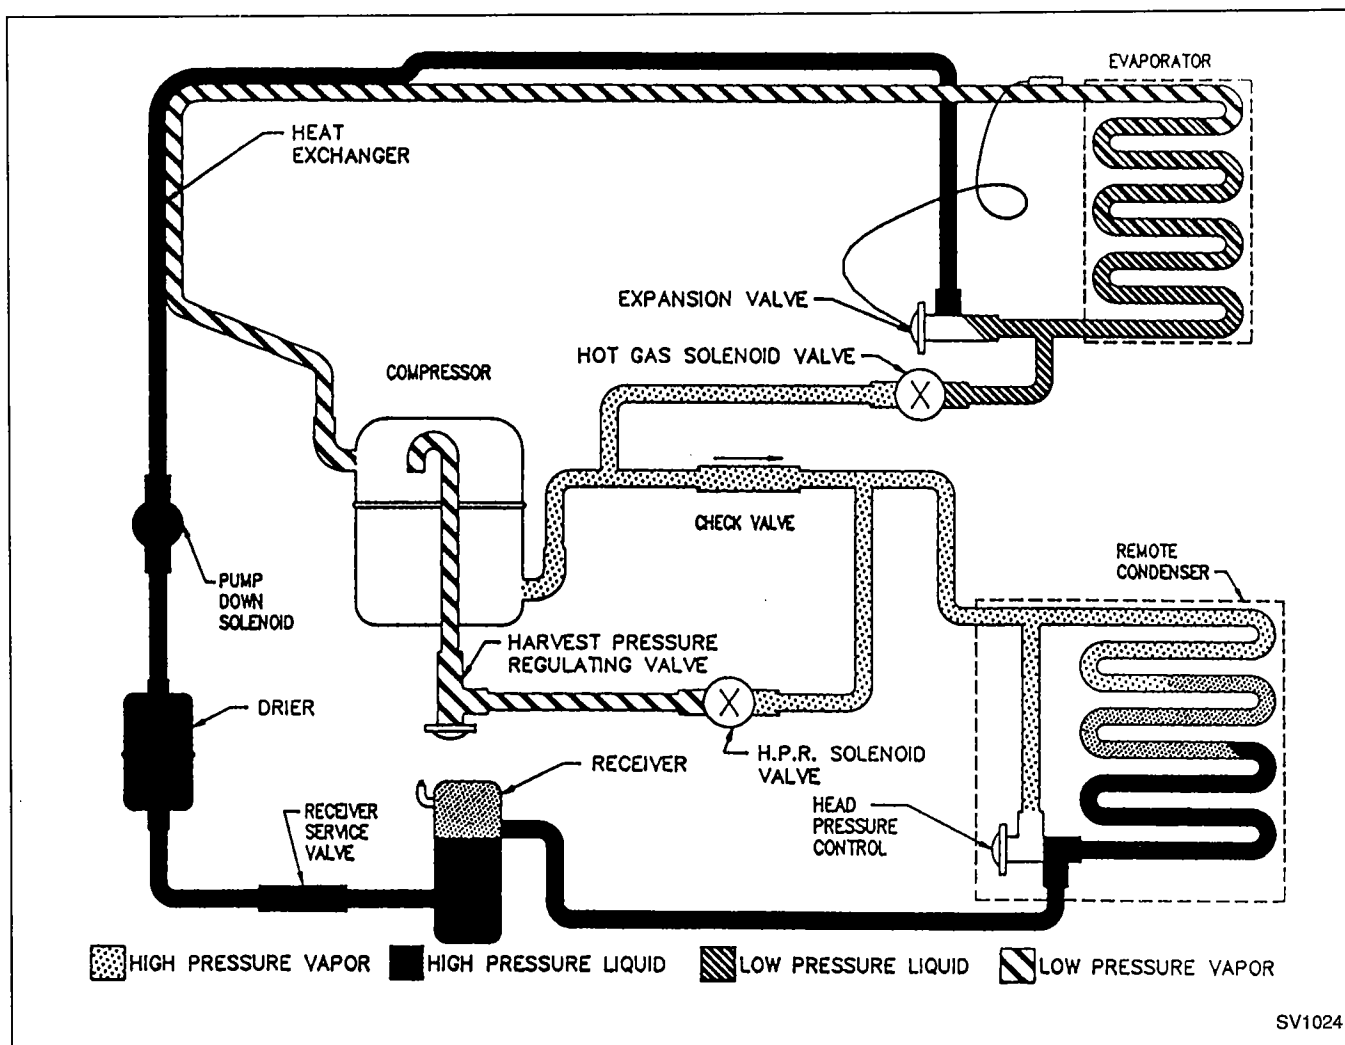 EVAPORATOR
HEAT
EXCHANGER
EXPANSION VALVE
HOT GAS SOLENOID VALVE
COMPRESSOR
CHECK VALVE
REMOTE
CONDENSER
PUMP
DOWN
SOLENOID
HARVEST PRESSURE
REGULATING VALVE
DRIER
H.P.R. SOLENOID
VALVE
RECEIVER
RECEIVER
SERVICE
VALVE
HEAD
PRESSURE
CONTROL
HIGH PRESSURE VAPOR
HIGH PRESSURE LIQUID
LOW PRESSURE LIQUID
LOW PRESSURE VAPOR
SV1024